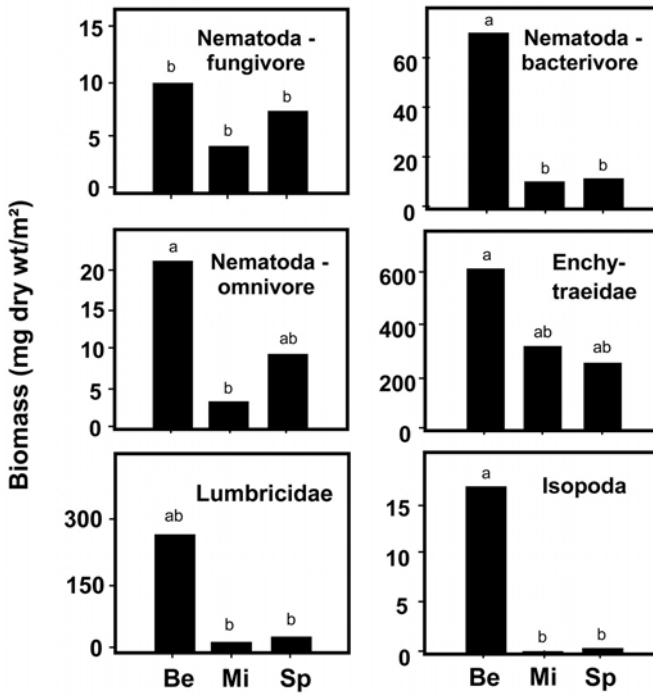 Biomass (mg dry wt/m²)
Nematoda -
fungivore
15
10
5
0
b
b
b
Nematoda -
bacterivore
60
40
20
0
a
b
b
Nematoda -
omnivore
20
15
10
5
0
a
b
ab
Enchy-
traeidae
600
400
200
0
a
ab
ab
Lumbricidae
300
150
0
ab
b
b
Be Mi Sp
Isopoda
15
10
5
0
a
b
b
Be Mi Sp